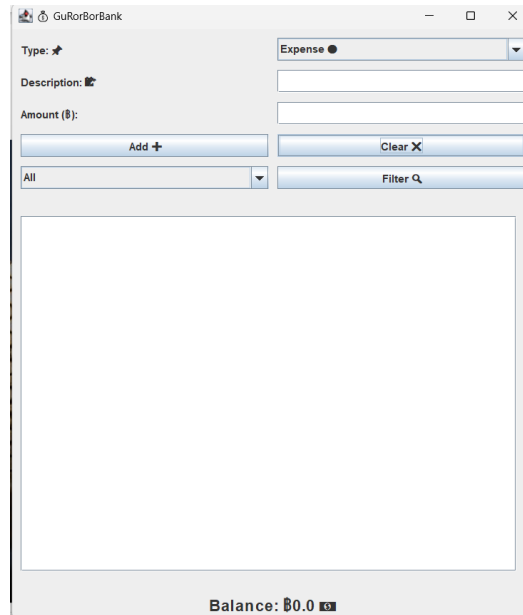 GuRorBorBank
Type:
Expense
Description:
Amount (฿):
Add
Clear
All
Filter
Balance: ฿0.0